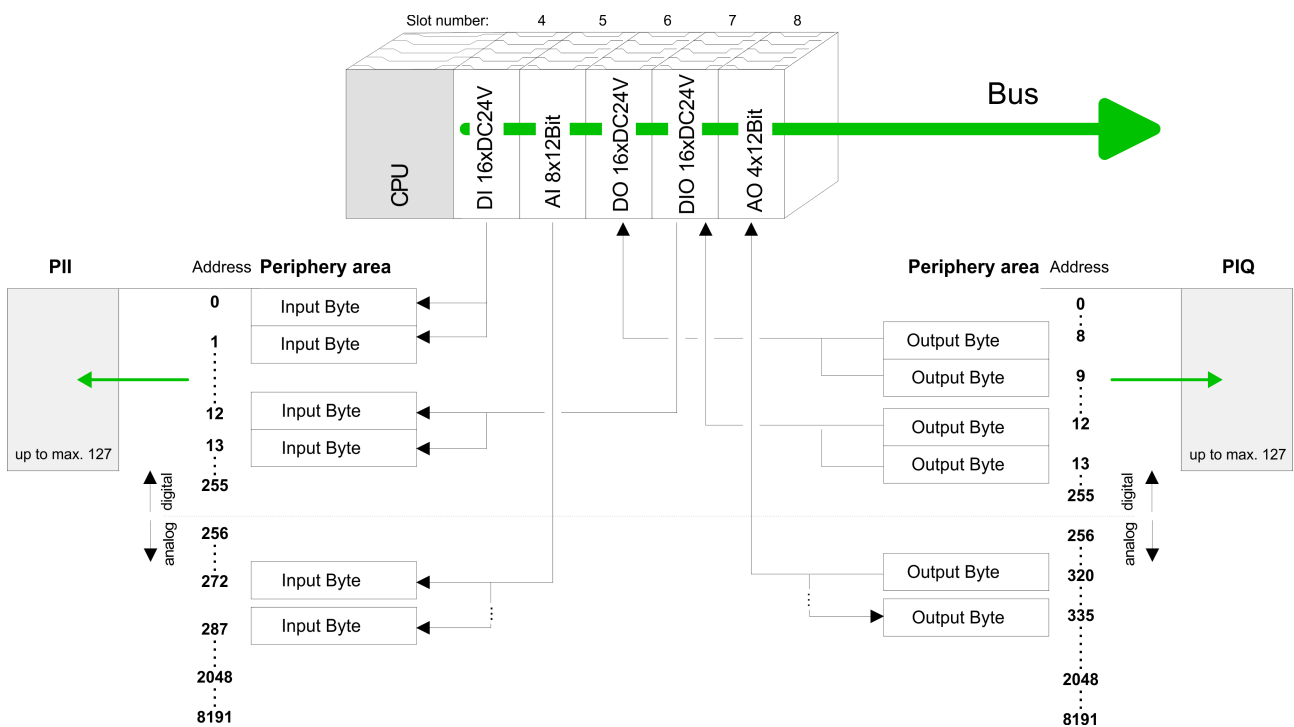 Slot number: 4 5 6 7 8
Bus
CPU
DI 16xDC24V
AI 8x12Bit
DO 16xDC24V
DIO 16xDC24V
AO 4x12Bit
PII Address Periphery area
0 Input Byte
1 Input Byte
12 Input Byte
13 Input Byte
up to max. 127
255
digital
analog
256
272 Input Byte
287 Input Byte
2048
8191
Periphery area Address PIQ
0
Output Byte 8
Output Byte 9
Output Byte 12
Output Byte 13
up to max. 127
255
digital
analog
256
Output Byte 320
Output Byte 335
2048
8191